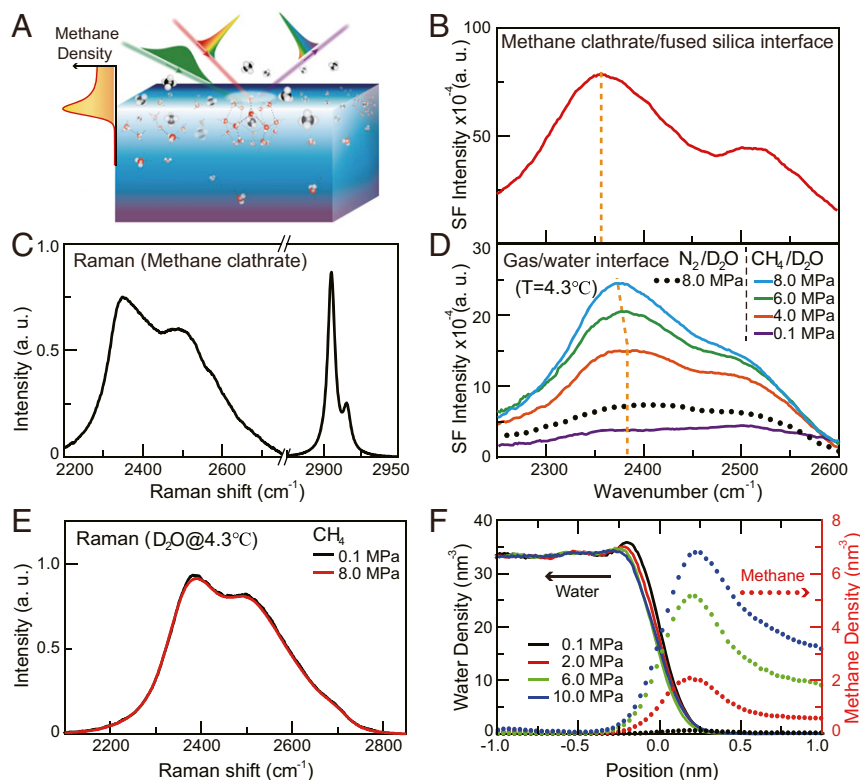 A
Methane
Density
B
Methane clathrate/fused silica interface
SF Intensity x10⁻⁴(a. u.)
100
50
0
C
Raman (Methane clathrate)
Intensity (a. u.)
1.0
0.5
0
2200
2400
2600
2900
2950
Raman shift (cm⁻¹)
D
Gas/water interface
(T=4.3℃)
N₂/D₂O
8.0 MPa
CH₄/D₂O
8.0 MPa
6.0 MPa
4.0 MPa
0.1 MPa
SF Intensity x10⁻⁴(a. u.)
30
20
10
0
2300
2400
2500
2600
Wavenumber (cm⁻¹)
E
Raman (D₂O@4.3℃)
CH₄
0.1 MPa
8.0 MPa
Intensity (a. u.)
1.0
0.5
0
2200
2400
2600
2800
Raman shift (cm⁻¹)
F
Water
Methane
0.1 MPa
2.0 MPa
6.0 MPa
10.0 MPa
Water Density (nm⁻³)
40
30
20
10
0
Methane Density (nm⁻³)
8
6
4
2
0
-1.0
-0.5
0.0
0.5
1.0
Position (nm)